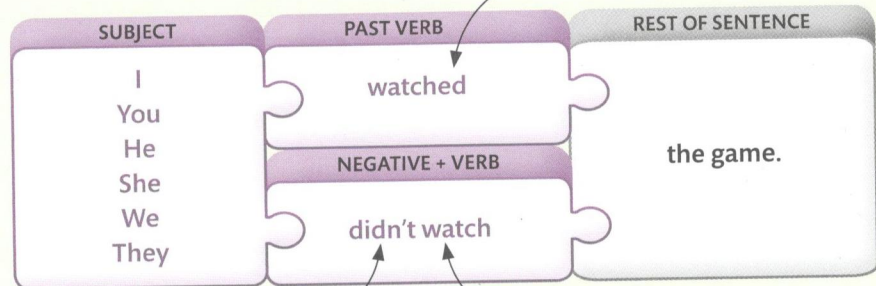 SUBJECT
I
You
He
She
We
They
PAST VERB
watched
NEGATIVE + VERB
didn't watch
REST OF SENTENCE
the game.